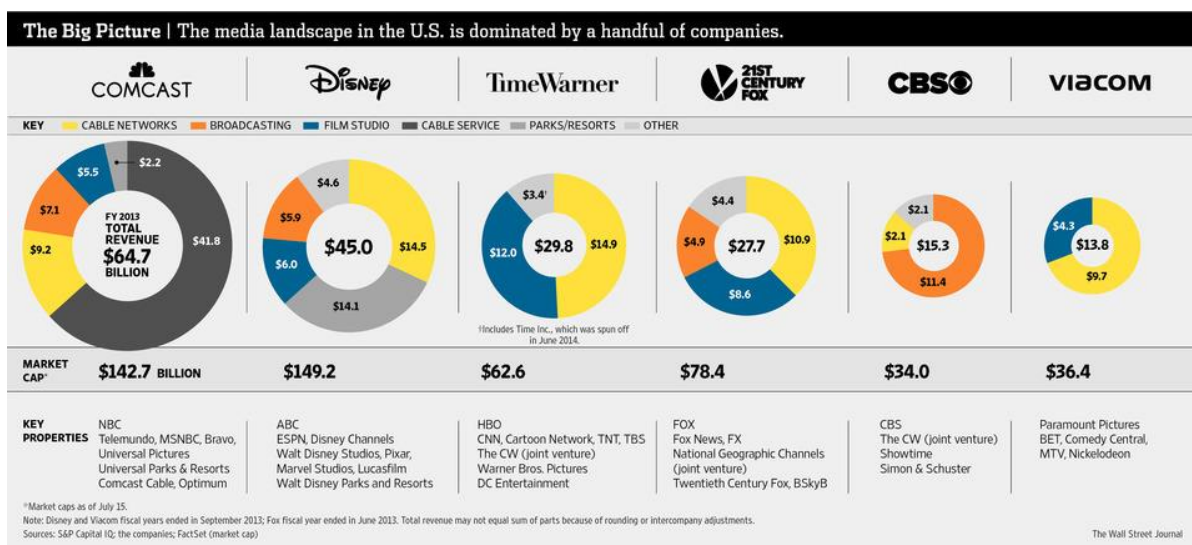 The Big Picture | The media landscape in the U.S. is dominated by a handful of companies.
COMCAST
Disney
TimeWarner
21ST
CENTURY
FOX
CBS
VIACOM
KEY CABLE NETWORKS BROADCASTING FILM STUDIO CABLE SERVICE PARKS/RESORTS OTHER
$2.2
$5.5
$7.1
$9.2
$41.8
FY 2013
TOTAL
REVENUE
$64.7
BILLION
$4.6
$5.9
$6.0
$14.1
$14.5
$45.0
$3.4†
$12.0
$14.9
$29.8
†Includes Time Inc., which was spun off
in June 2014.
$4.4
$4.9
$8.6
$10.9
$27.7
$2.1
$2.1
$11.4
$15.3
$4.3
$9.7
$13.8
MARKET
CAP*
$142.7 BILLION
$149.2
$62.6
$78.4
$34.0
$36.4
KEY
PROPERTIES
NBC
Telemundo, MSNBC, Bravo,
Universal Pictures
Universal Parks & Resorts
Comcast Cable, Optimum
ABC
ESPN, Disney Channels
Walt Disney Studios, Pixar,
Marvel Studios, Lucasfilm
Walt Disney Parks and Resorts
HBO
CNN, Cartoon Network, TNT, TBS
The CW (joint venture)
Warner Bros. Pictures
DC Entertainment
FOX
Fox News, FX
National Geographic Channels
(joint venture)
Twentieth Century Fox, BSkyB
CBS
The CW (joint venture)
Showtime
Simon & Schuster
Paramount Pictures
BET, Comedy Central,
MTV, Nickelodeon
*Market caps as of July 15.
Note: Disney and Viacom fiscal years ended in September 2013; Fox fiscal year ended in June 2013. Total revenue may not equal sum of parts because of rounding or intercompany adjustments.
Sources: S&P Capital IQ; the companies; FactSet (market cap)
The Wall Street Journal